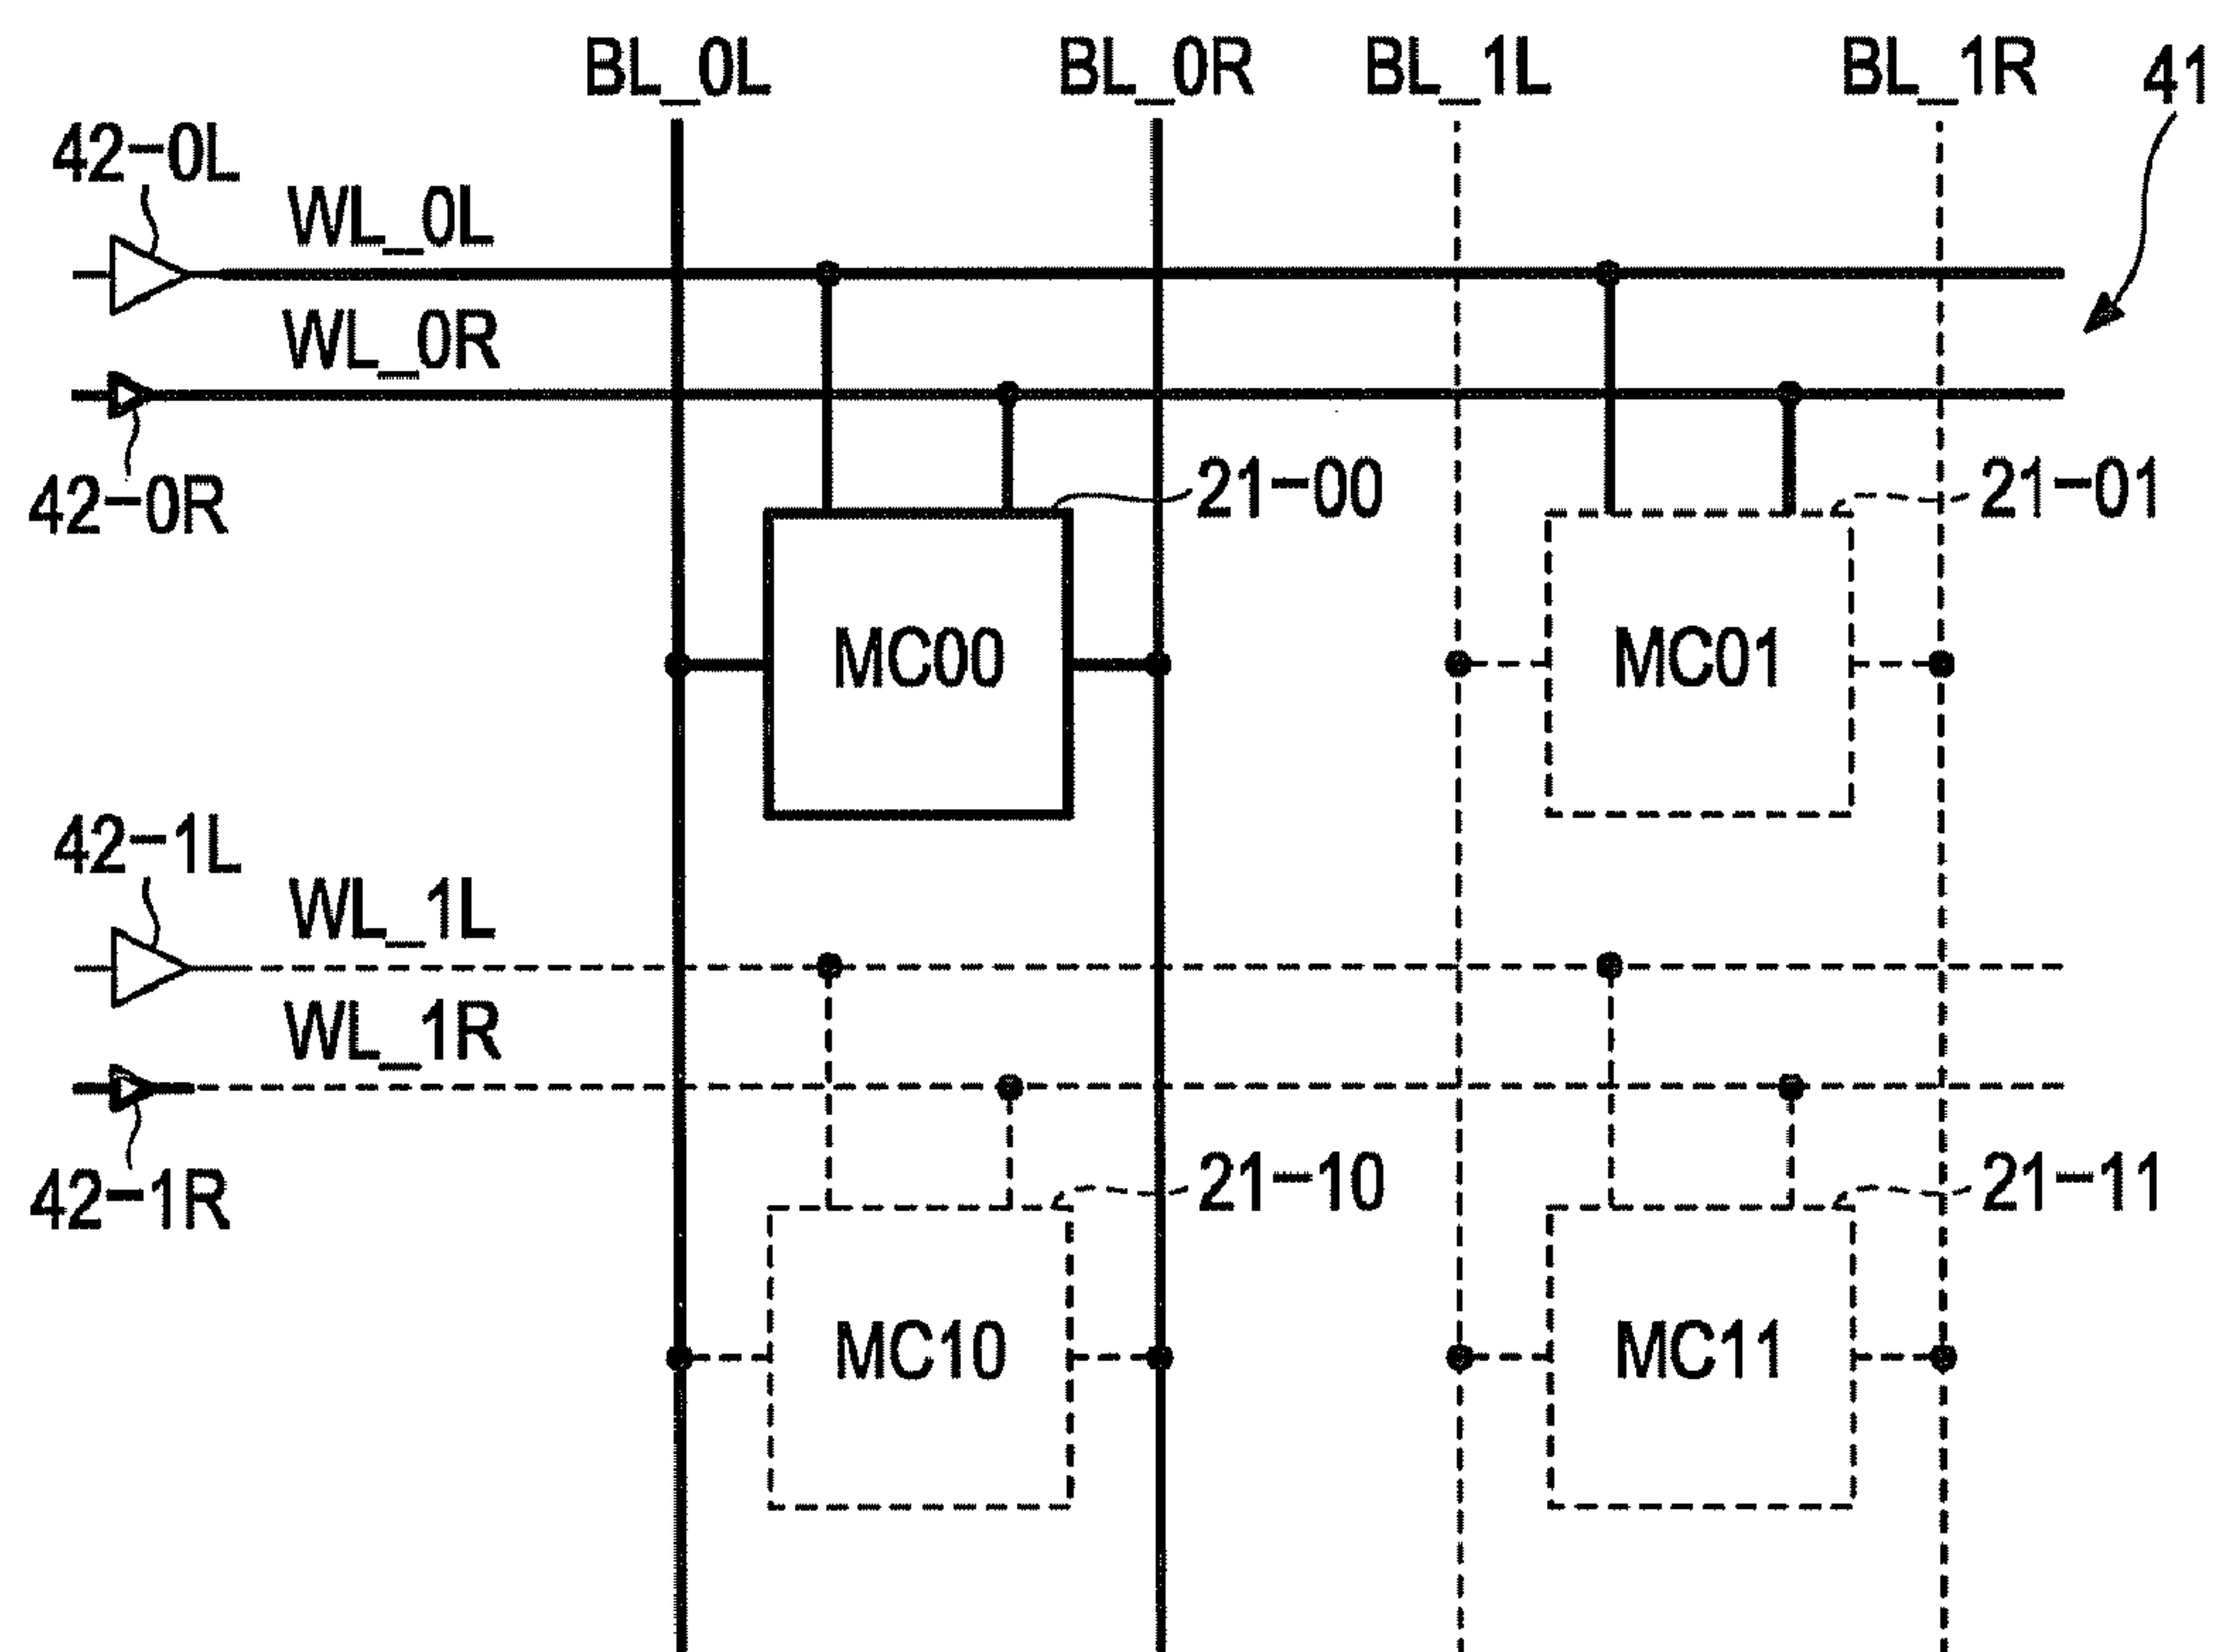 BL_0L BL_0R BL_1L BL_1R 41
42-0L
WL_0L
WL_0R
42-0R
21-00 21-01
MC00 MC01
42-1L
WL_1L
WL_1R
42-1R
21-10 21-11
MC10 MC11